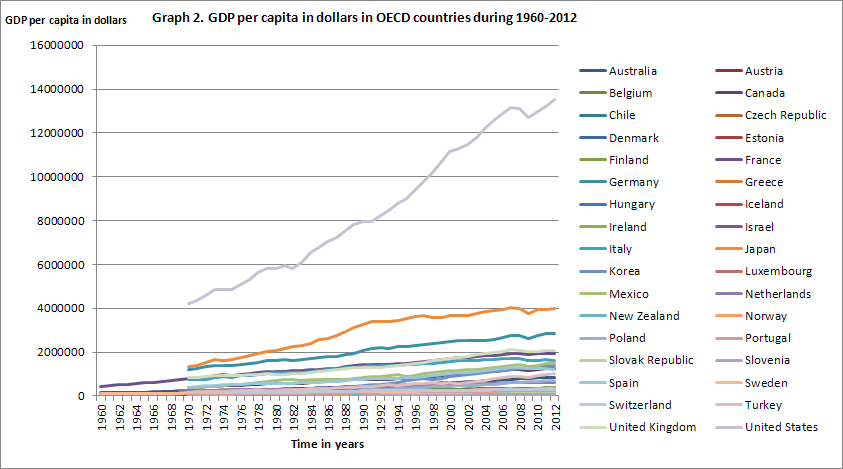 GDP per capita in dollars
Graph 2. GDP per capita in dollars in OECD countries during 1960-2012
16000000
14000000
12000000
10000000
8000000
6000000
4000000
2000000
0
1960 1962 1964 1966 1968 1970 1972 1974 1976 1978 1980 1982 1984 1986 1988 1990 1992 1994 1996 1998 2000 2002 2004 2006 2008 2010 2012
Time in years
Australia Austria
Belgium Canada
Chile Czech Republic
Denmark Estonia
Finland France
Germany Greece
Hungary Iceland
Ireland Israel
Italy Japan
Korea Luxembourg
Mexico Netherlands
New Zealand Norway
Poland Portugal
Slovak Republic Slovenia
Spain Sweden
Switzerland Turkey
United Kingdom United States